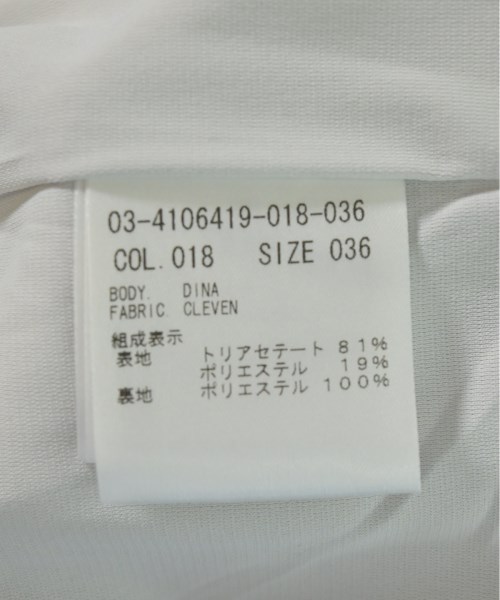 03-4106419-018-036
COL. 018 SIZE 036
BODY. DINA
FABRIC. CLEVEN
組成表示
表地 トリアセテート 81%
ポリエステル 19%
裏地 ポリエステル 100%